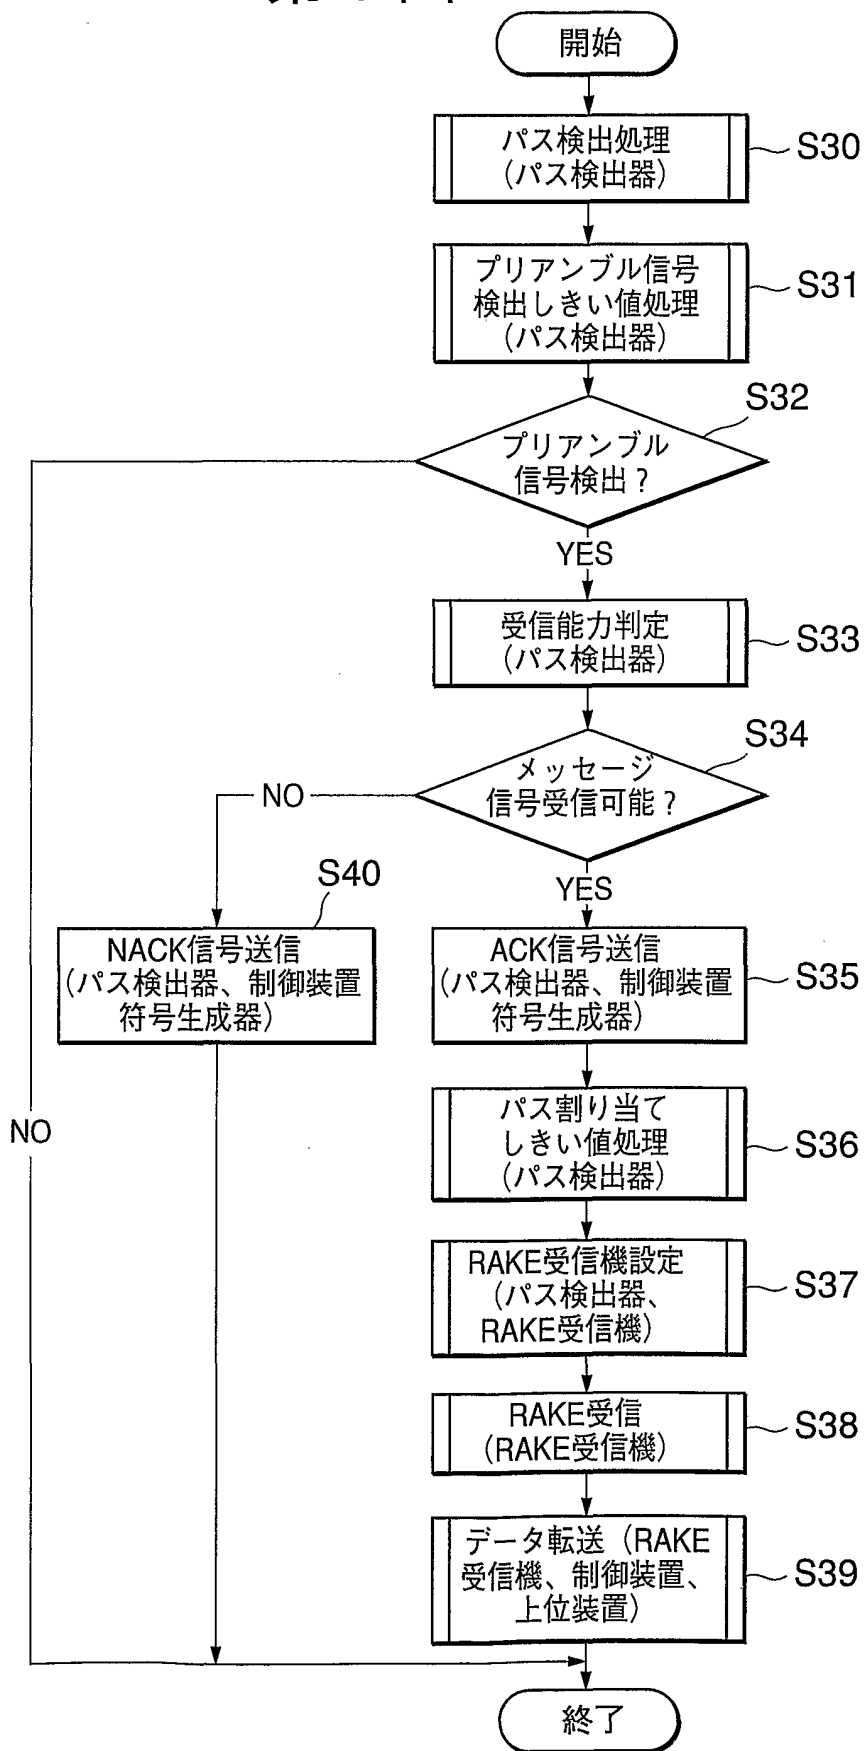 開始
パス検出処理
(パス検出器)
S30
プリアンブル信号
検出しきい値処理
(パス検出器)
S31
S32
プリアンブル
信号検出?
YES
受信能力判定
(パス検出器)
S33
S34
メッセージ
信号受信可能?
NO
YES
S40
NACK信号送信
(パス検出器、制御装置
符号生成器)
ACK信号送信
(パス検出器、制御装置
符号生成器)
S35
NO
パス割り当て
しきい値処理
(パス検出器)
S36
RAKE受信機設定
(パス検出器、
RAKE受信機)
S37
RAKE受信
(RAKE受信機)
S38
データ転送(RAKE
受信機、制御装置、
上位装置)
S39
終了